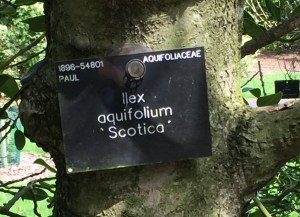 1896-54801 AQUIFOLIACEAE
PAUL
Ilex
aquifolium
'Scotica'